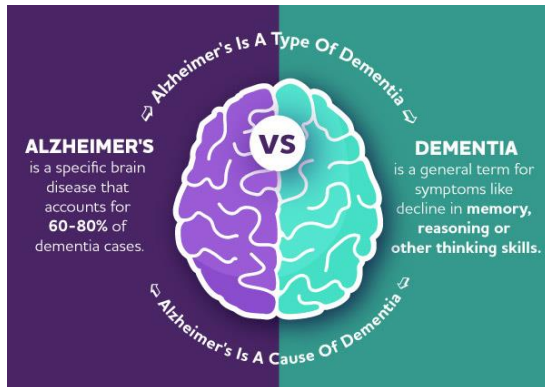 Alzheimer's Is A Type Of Dementia
VS
ALZHEIMER'S
is a specific brain
disease that
accounts for
60-80% of
dementia cases.
DEMENTIA
is a general term for
symptoms like
decline in memory,
reasoning or
other thinking skills.
Alzheimer's Is A Cause Of Dementia